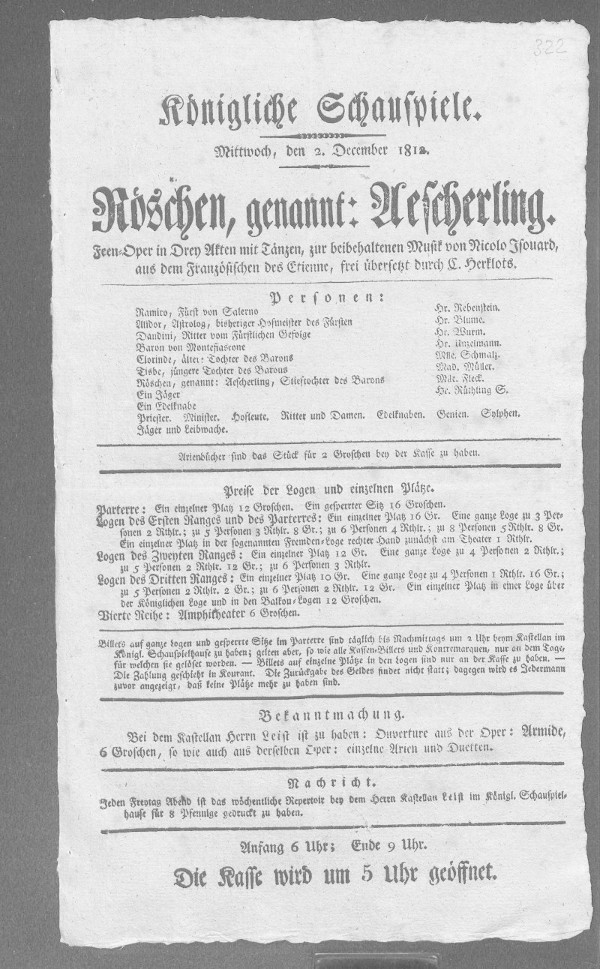 322
Königliche Schauspiele.
Mittwoch, den 2. December 1812.
Röschen, genannt: Aescherling.
Feen-Oper in Drey Akten mit Tänzen, zur beibehaltenen Musik von Nicolo Isouard,
aus dem Französischen des Etienne, frei übersetzt durch C. Herklots.
Personen:
Ramiro, Fürst von Salerno Hr. Rebenstein.
Alidor, Astrolog, bisheriger Hofmeister des Fürsten Hr. Blume.
Dandini, Ritter vom Fürstlichen Gefolge Hr. Wurm.
Baron von Montefiascone Hr. Unzelmann.
Clorinde, älter: Tochter des Barons Mlle. Schmalz.
Tisbe, jüngere Tochter des Barons Mad. Müller.
Röschen, genannt: Aescherling, Stieftochter des Barons Mlle. Fleck.
Ein Jäger Hr. Rüthling S.
Ein Edelknabe
Priester. Minister. Hofleute. Ritter und Damen. Edelknaben. Genien. Sylphen.
Jäger und Leibwache.
Arienbücher sind das Stück für 2 Groschen bey der Kasse zu haben.
Preise der Logen und einzelnen Plätze.
Parterre: Ein einzelner Platz 12 Groschen. Ein gesperrter Sitz 16 Groschen.
Logen des Ersten Ranges und des Parterres: Ein einzelner Platz 16 Gr. Eine ganze Loge zu 3 Per-
sonen 2 Rthlr.; zu 5 Personen 3 Rthlr. 8 Gr.; zu 6 Personen 4 Rthlr.; zu 8 Personen 5 Rthlr. 8 Gr.
Ein einzelner Platz in der sogenannten Fremden-Loge rechter Hand zunächst am Theater 1 Rthlr.
Logen des Zweyten Ranges: Ein einzelner Platz 12 Gr. Eine ganze Loge zu 4 Personen 2 Rthlr.;
zu 5 Personen 2 Rthlr. 12 Gr.; zu 6 Personen 3 Rthlr.
Logen des Dritten Ranges: Ein einzelner Platz 10 Gr. Eine ganze Loge zu 4 Personen 1 Rthlr. 16 Gr.;
zu 5 Personen 2 Rthlr. 2 Gr.; zu 6 Personen 2 Rthlr. 12 Gr. Ein einzelner Platz in einer Loge über
der Königlichen Loge und in den Balkon-Logen 12 Groschen.
Vierte Reihe: Amphitheater 6 Groschen.
Billets auf ganze Logen und gesperrte Sitze im Parterre sind täglich bis Nachmittags um 2 Uhr beym Kastellan im
Königl. Schauspielhause zu haben; gelten aber, so wie alle Kassen-Billets und Kontremarquen, nur an dem Tage,
für welchen sie gelöset worden. — Billets auf einzelne Plätze in den Logen sind nur an der Kasse zu haben. —
Die Zahlung geschieht in Kourant. Die Zurückgabe des Geldes findet nicht statt; dagegen wird es Jedermann
zuvor angezeigt, daß keine Plätze mehr zu haben sind.
Bekanntmachung.
Bei dem Kastellan Herrn Leist ist zu haben: Ouverture aus der Oper: Armide,
6 Groschen, so wie auch aus derselben Oper: einzelne Arien und Duetten.
Nachricht.
Jeden Freytag Abend ist das wöchentliche Repertoir bey dem Herrn Kastellan Leist im Königl. Schauspiel-
hause für 8 Pfennige gedruckt zu haben.
Anfang 6 Uhr; Ende 9 Uhr.
Die Kasse wird um 5 Uhr geöffnet.